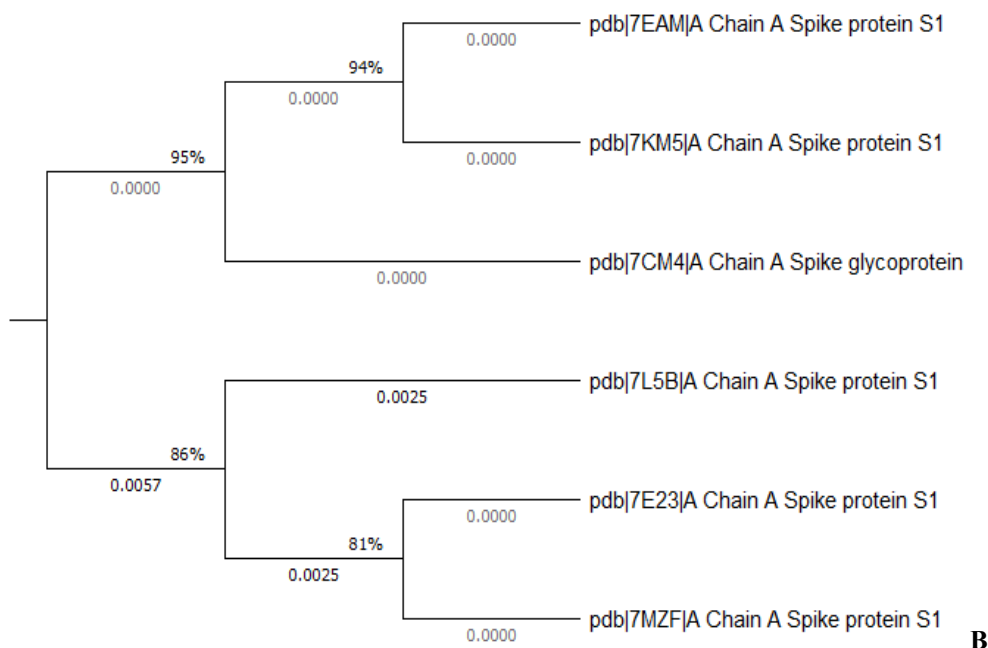 pdb|7EAM|A Chain A Spike protein S1
0.0000
94%
0.0000
pdb|7KM5|A Chain A Spike protein S1
0.0000
95%
0.0000
pdb|7CM4|A Chain A Spike glycoprotein
0.0000
pdb|7L5B|A Chain A Spike protein S1
0.0025
86%
0.0057
pdb|7E23|A Chain A Spike protein S1
0.0000
81%
0.0025
pdb|7MZF|A Chain A Spike protein S1
0.0000
B